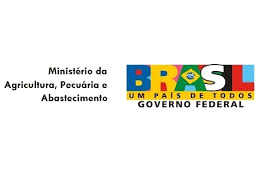 Ministério da
Agricultura, Pecuária e
Abastecimento
BRASIL
UM PAÍS DE TODOS
GOVERNO FEDERAL